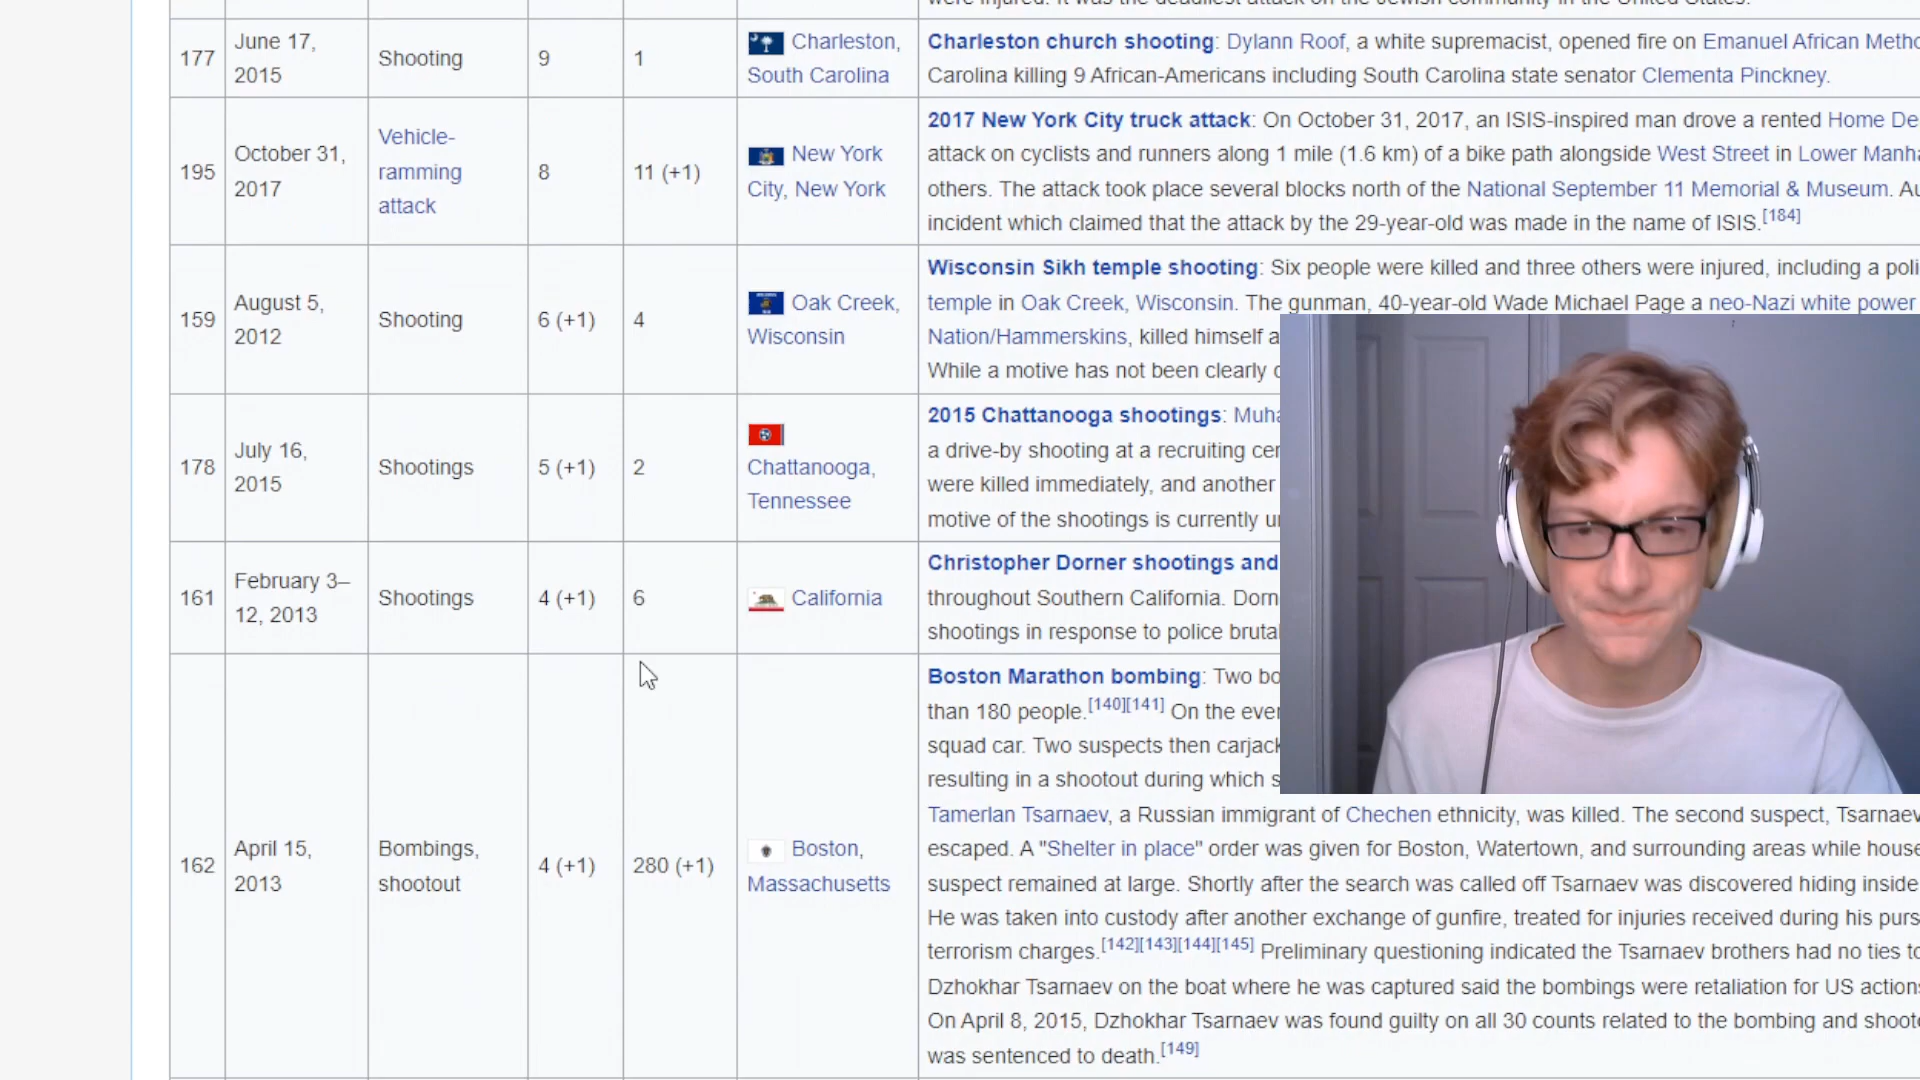 were injured. It was the deadliest attack on the Jewish community in the United States.
177
June 17,
2015
Shooting
9
1
Charleston,
South Carolina
Charleston church shooting: Dylann Roof, a white supremacist, opened fire on Emanuel African Metho
Carolina killing 9 African-Americans including South Carolina state senator Clementa Pinckney.
195
October 31,
2017
Vehicle-
ramming
attack
8
11 (+1)
New York
City, New York
2017 New York City truck attack: On October 31, 2017, an ISIS-inspired man drove a rented Home De
attack on cyclists and runners along 1 mile (1.6 km) of a bike path alongside West Street in Lower Manha
others. The attack took place several blocks north of the National September 11 Memorial & Museum. Au
incident which claimed that the attack by the 29-year-old was made in the name of ISIS.[184]
159
August 5,
2012
Shooting
6 (+1)
4
Oak Creek,
Wisconsin
Wisconsin Sikh temple shooting: Six people were killed and three others were injured, including a poli
temple in Oak Creek, Wisconsin. The gunman, 40-year-old Wade Michael Page a neo-Nazi white power
Nation/Hammerskins, killed himself a
While a motive has not been clearly
178
July 16,
2015
Shootings
5 (+1)
2
Chattanooga,
Tennessee
2015 Chattanooga shootings: Muha
a drive-by shooting at a recruiting cen
were killed immediately, and another
motive of the shootings is currently un
161
February 3–
12, 2013
Shootings
4 (+1)
6
California
Christopher Dorner shootings and
throughout Southern California. Dorn
shootings in response to police brutal
162
April 15,
2013
Bombings,
shootout
4 (+1)
280 (+1)
Boston,
Massachusetts
Boston Marathon bombing: Two bo
than 180 people.[140][141] On the even
squad car. Two suspects then carjack
resulting in a shootout during which s
Tamerlan Tsarnaev, a Russian immigrant of Chechen ethnicity, was killed. The second suspect, Tsarnaev
escaped. A "Shelter in place" order was given for Boston, Watertown, and surrounding areas while house
suspect remained at large. Shortly after the search was called off Tsarnaev was discovered hiding inside
He was taken into custody after another exchange of gunfire, treated for injuries received during his purs
terrorism charges.[142][143][144][145] Preliminary questioning indicated the Tsarnaev brothers had no ties to
Dzhokhar Tsarnaev on the boat where he was captured said the bombings were retaliation for US actions
On April 8, 2015, Dzhokhar Tsarnaev was found guilty on all 30 counts related to the bombing and shooto
was sentenced to death.[149]